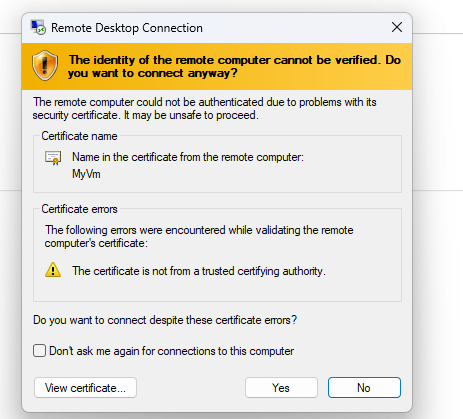 Remote Desktop Connection
The identity of the remote computer cannot be verified. Do
you want to connect anyway?
The remote computer could not be authenticated due to problems with its
security certificate. It may be unsafe to proceed.
Certificate name
Name in the certificate from the remote computer:
MyVm
Certificate errors
The following errors were encountered while validating the remote
computer's certificate:
The certificate is not from a trusted certifying authority.
Do you want to connect despite these certificate errors?
Don't ask me again for connections to this computer
View certificate...
Yes
No